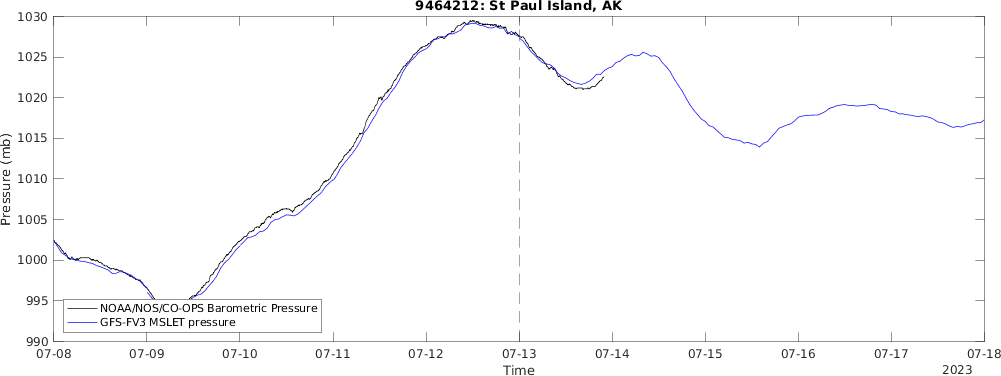 9464212: St Paul Island, AK
Pressure (mb)
1030
1025
1020
1015
1010
1005
1000
995
990
NOAA/NOS/CO-OPS Barometric Pressure
GFS-FV3 MSLET pressure
07-08 07-09 07-10 07-11 07-12 07-13 07-14 07-15 07-16 07-17 07-18
Time
2023